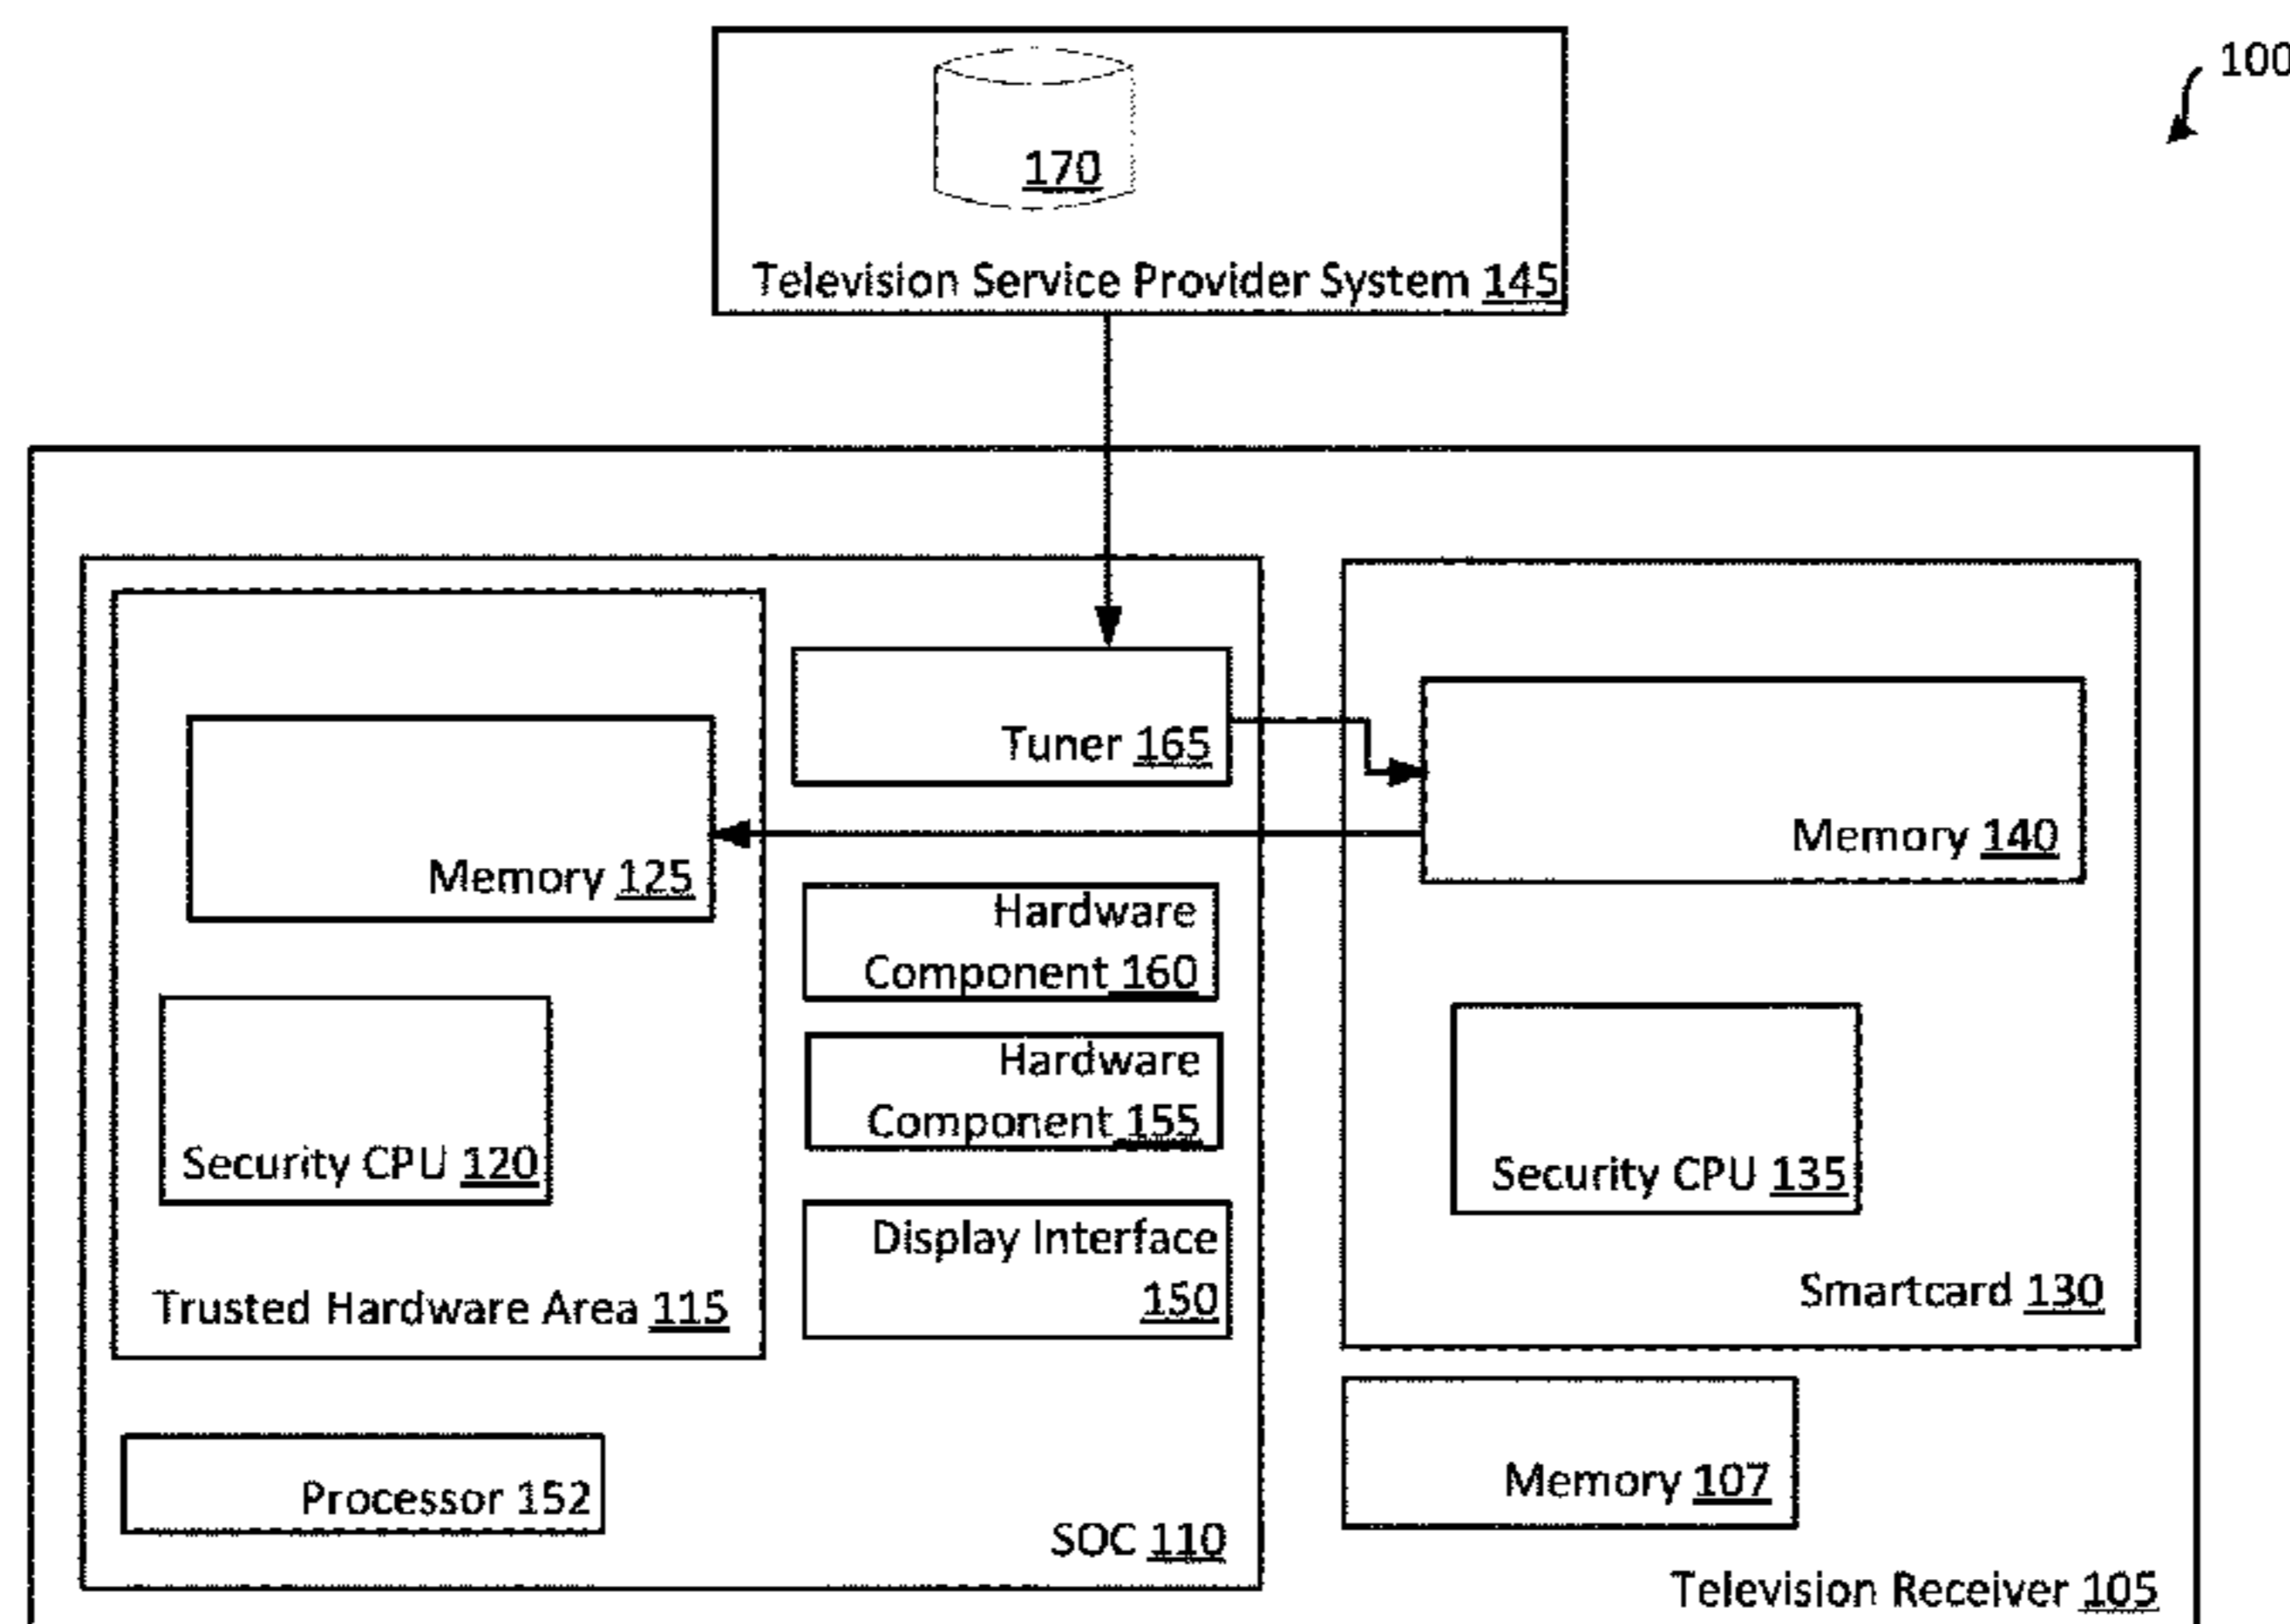 100
170
Television Service Provider System 145
Tuner 165
Memory 125
Memory 140
Hardware
Component 160
Hardware
Component 155
Security CPU 120
Security CPU 135
Display Interface
150
Trusted Hardware Area 115
Smartcard 130
Processor 152
Memory 107
SOC 110
Television Receiver 105